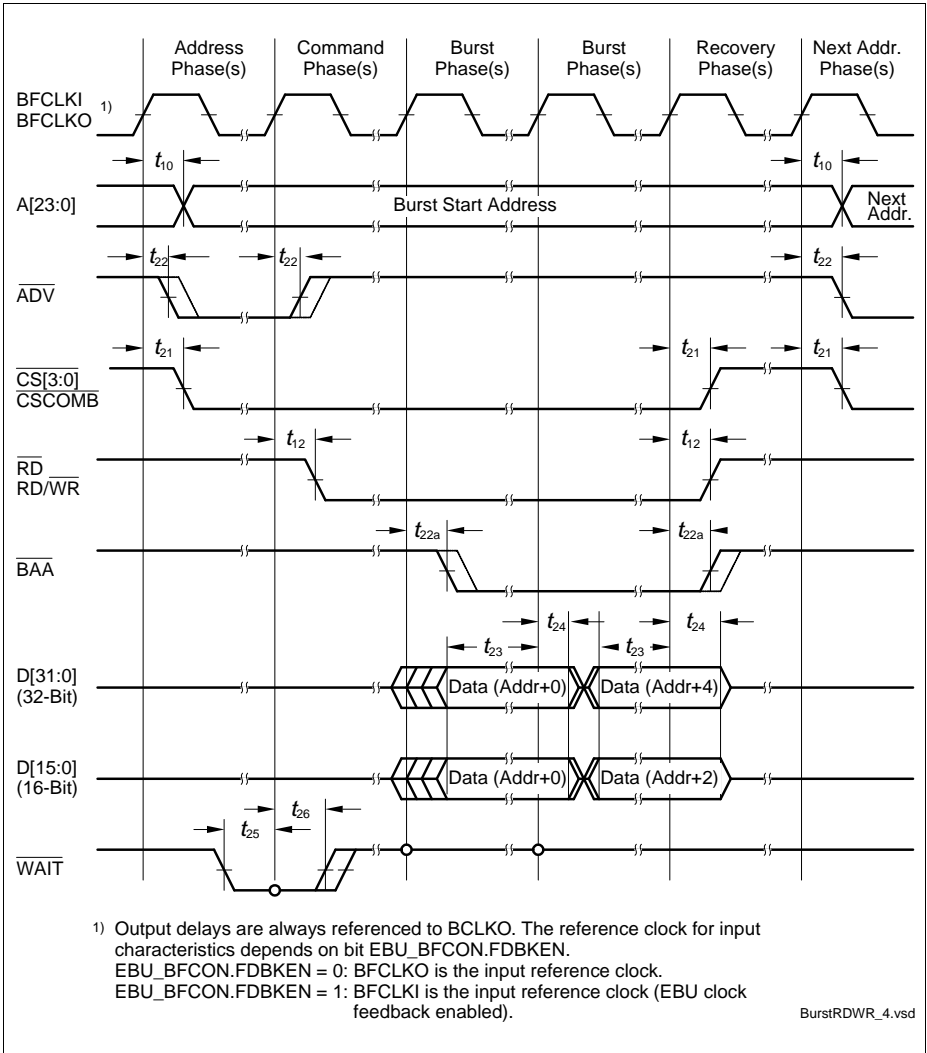 Address Phase(s)
Command Phase(s)
Burst Phase(s)
Burst Phase(s)
Recovery Phase(s)
Next Addr. Phase(s)
BFCLKI
BFCLKO 1)
t10
t10
A[23:0]
Burst Start Address
Next Addr.
t22
t22
t22
ADV
t21
t21
t21
CS[3:0]
CSCOMB
t12
t12
RD
RD/WR
t22a
t22a
BAA
t24
t24
t23
t23
D[31:0]
(32-Bit)
Data (Addr+0)
Data (Addr+4)
D[15:0]
(16-Bit)
Data (Addr+0)
Data (Addr+2)
t26
t25
WAIT
1) Output delays are always referenced to BCLKO. The reference clock for input
characteristics depends on bit EBU_BFCON.FDBKEN.
EBU_BFCON.FDBKEN = 0: BFCLKO is the input reference clock.
EBU_BFCON.FDBKEN = 1: BFCLKI is the input reference clock (EBU clock
feedback enabled).
BurstRDWR_4.vsd